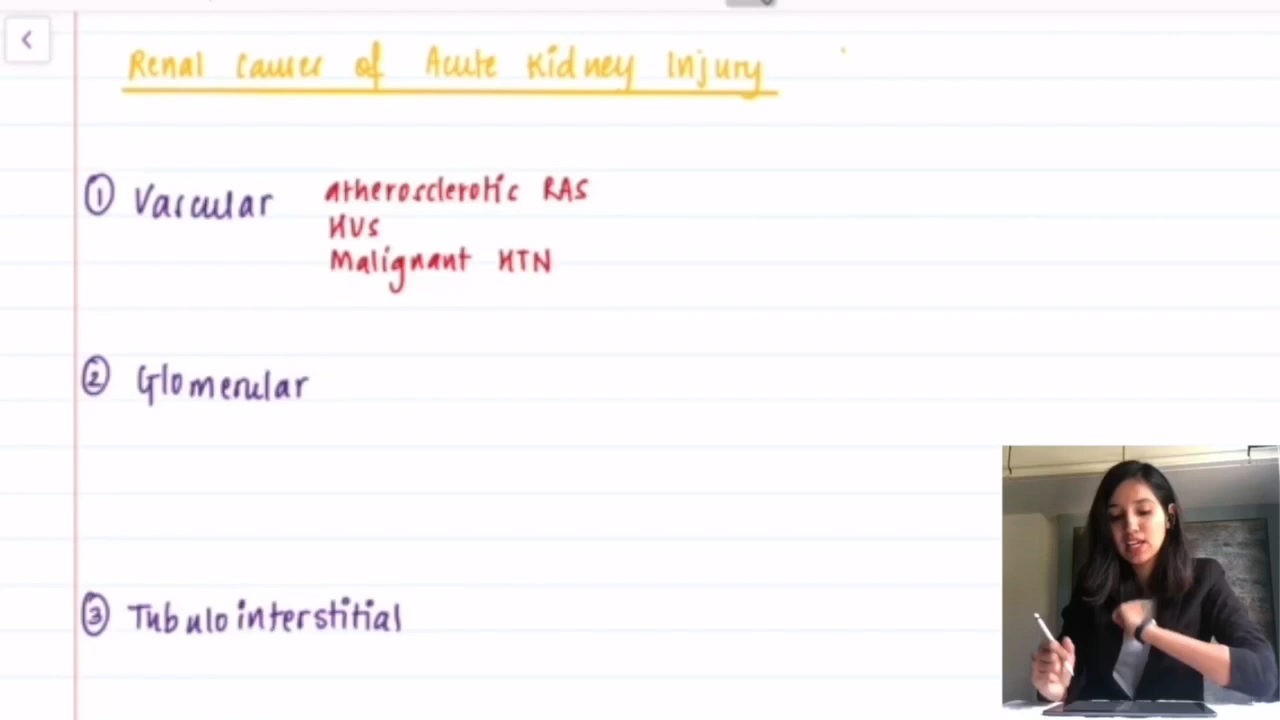 Renal Causes of Acute Kidney Injury
① Vascular
atherosclerotic RAS
HUS
Malignant HTN
② Glomerular
③ Tubulointerstitial